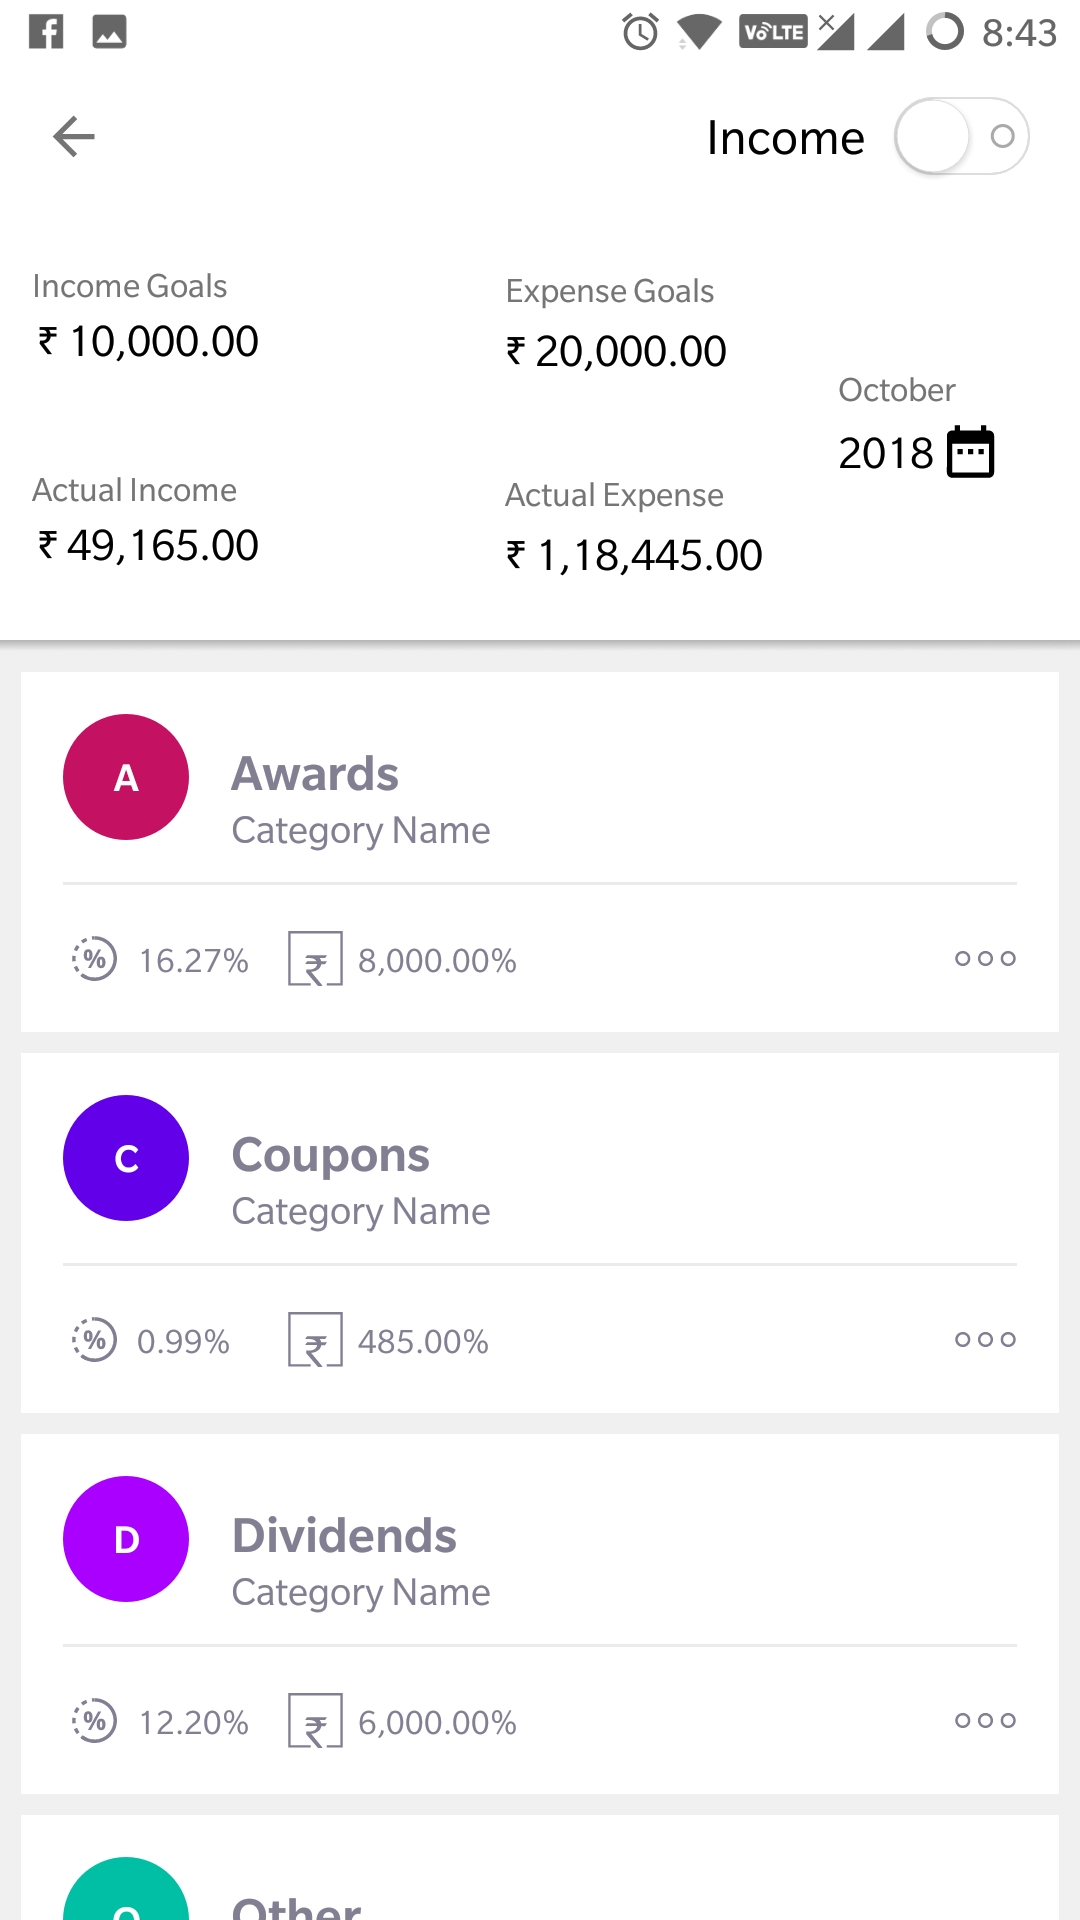 VoLTE 8:43
Income
Income Goals
₹ 10,000.00
Expense Goals
₹ 20,000.00
October
2018
Actual Income
₹ 49,165.00
Actual Expense
₹ 1,18,445.00
A
Awards
Category Name
% 16.27% ₹ 8,000.00%
C
Coupons
Category Name
% 0.99% ₹ 485.00%
D
Dividends
Category Name
% 12.20% ₹ 6,000.00%
O
Other